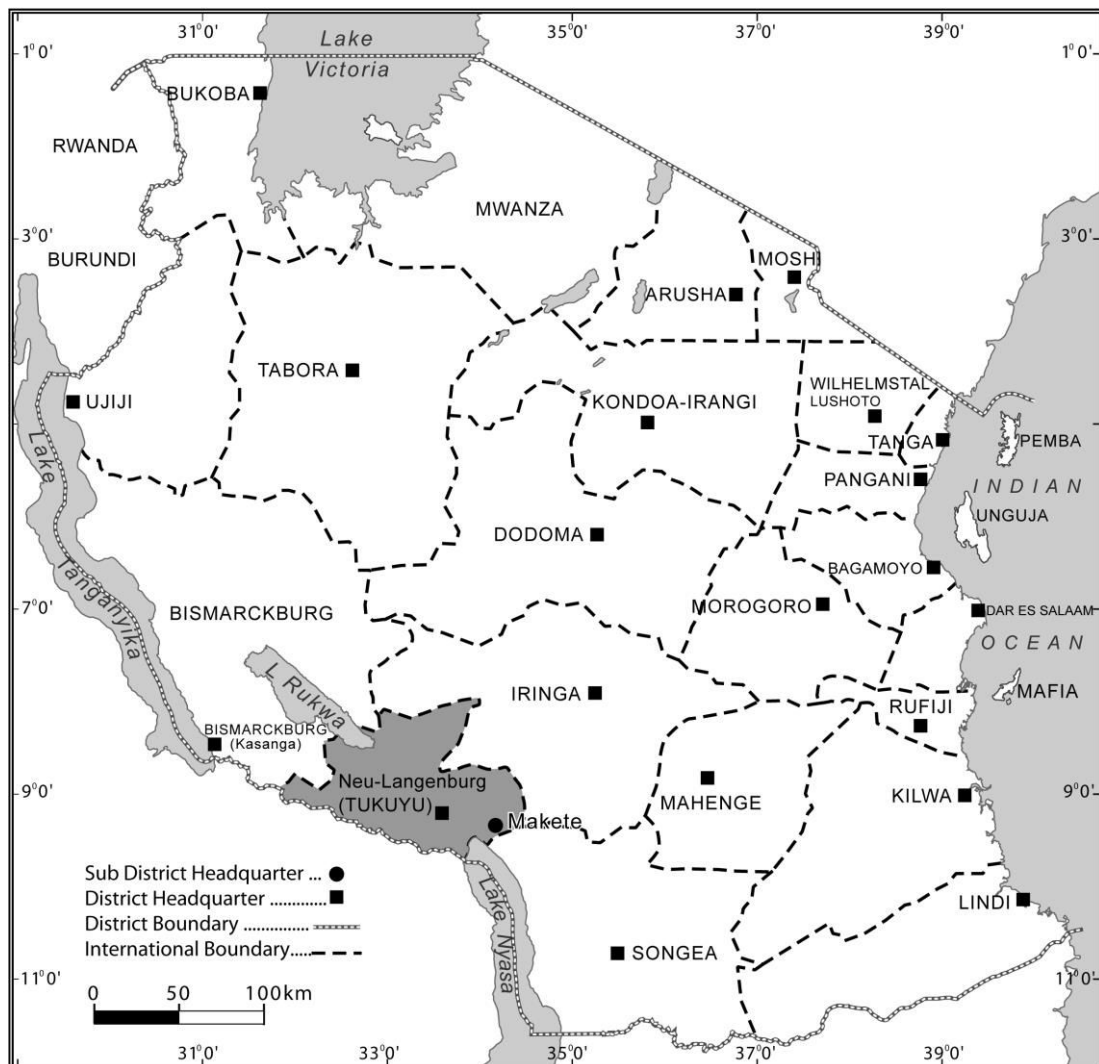 31°0'
35°0'
37°0'
39°0'
1°0'
1°0'
Lake
Victoria
BUKOBA
RWANDA
MWANZA
3°0'
3°0'
BURUNDI
MOSHI
ARUSHA
TABORA
WILHELMSTAL
LUSHOTO
UJIJI
KONDOA-IRANGI
TANGA
PEMBA
PANGANI
INDIAN
UNGUJA
Lake
Tanganyika
DODOMA
BAGAMOYO
MOROGORO
7°0'
7°0'
BISMARCKBURG
DAR ES SALAAM
OCEAN
L Rukwa
IRINGA
MAFIA
RUFIJI
BISMARCKBURG
(Kasanga)
Neu-Langenburg
(TUKUYU)
Makete
MAHENGE
KILWA
9°0'
9°0'
Sub District Headquarter ...
District Headquarter .............
District Boundary ..............
International Boundary.....
Lake Nyasa
LINDI
SONGEA
11°0'
11°0'
0 50 100km
31°0'
33°0'
35°0'
37°0'
39°0'